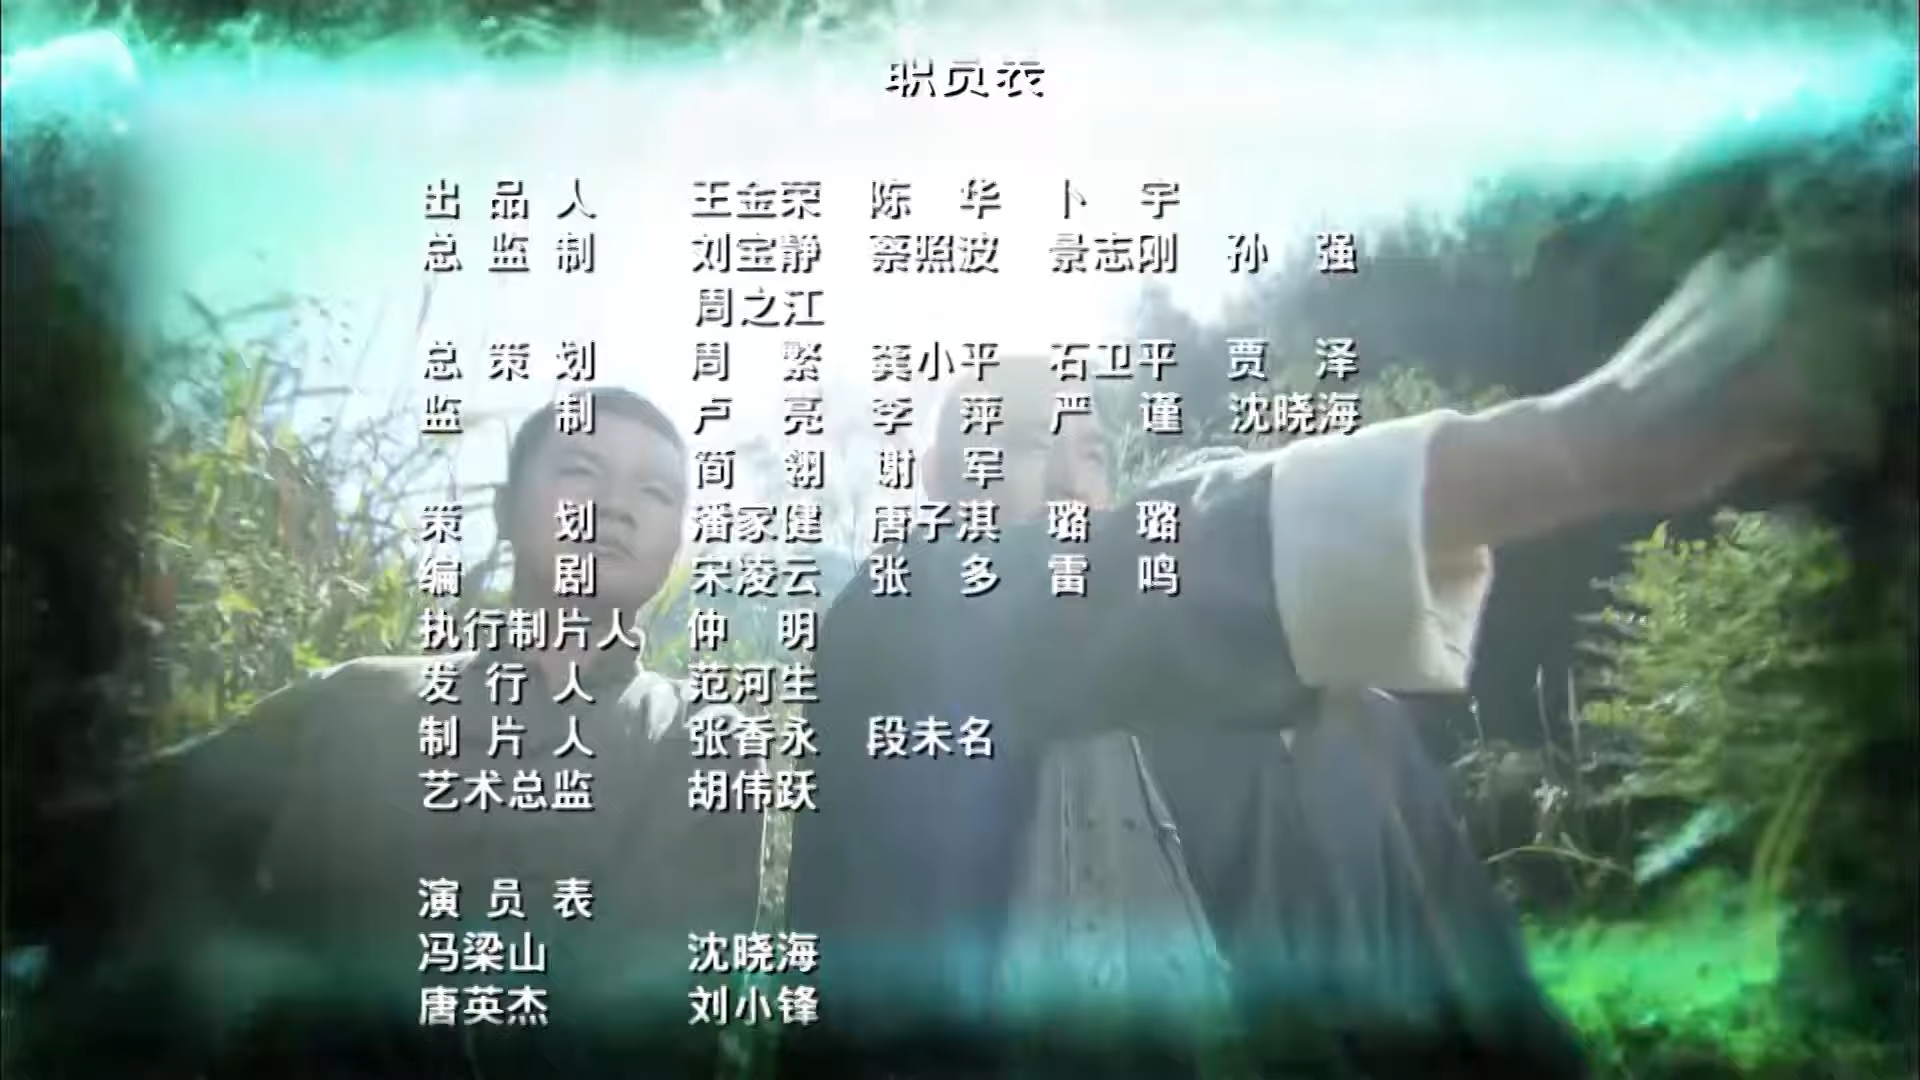 职员表
出品人 王金荣 陈华 卜宇
总监制 刘宝静 蔡照波 景志刚 孙强
周之江
总策划 周繁 龚小平 石卫平 贾泽
监制 卢亮 李萍 严谨 沈晓海
简翎 谢军
策划 潘家健 唐子淇 璐璐
编剧 宋凌云 张多 雷鸣
执行制片人 仲明
发行人 范河生
制片人 张香永 段未名
艺术总监 胡伟跃
演员表
冯梁山 沈晓海
唐英杰 刘小锋